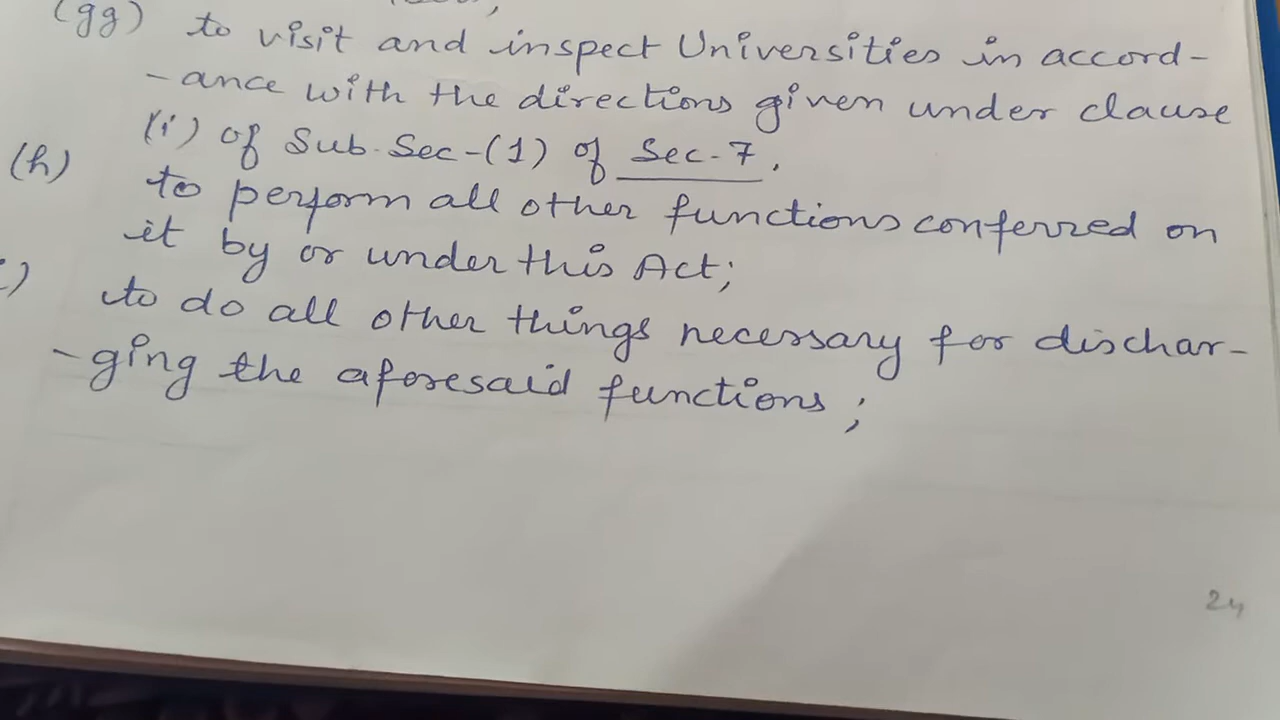 (gg) to visit and inspect Universities in accord-
-ance with the directions given under clause
(i) of Sub-Sec-(1) of Sec-7.
(h) to perform all other functions conferred on
it by or under this Act;
to do all other things necessary for dischar-
-ging the aforesaid functions;
24